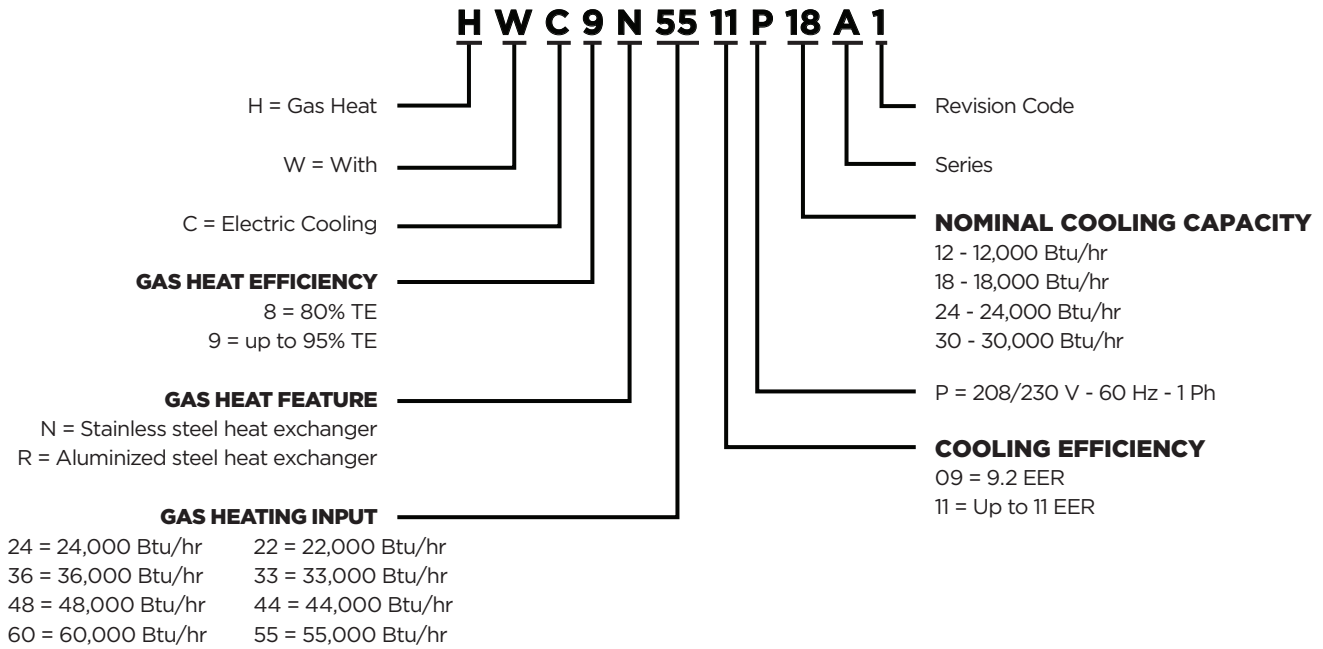 H W C 9 N 55 11 P 18 A 1
H = Gas Heat
W = With
C = Electric Cooling
GAS HEAT EFFICIENCY
8 = 80% TE
9 = up to 95% TE
GAS HEAT FEATURE
N = Stainless steel heat exchanger
R = Aluminized steel heat exchanger
GAS HEATING INPUT
24 = 24,000 Btu/hr 22 = 22,000 Btu/hr
36 = 36,000 Btu/hr 33 = 33,000 Btu/hr
48 = 48,000 Btu/hr 44 = 44,000 Btu/hr
60 = 60,000 Btu/hr 55 = 55,000 Btu/hr
Revision Code
Series
NOMINAL COOLING CAPACITY
12 - 12,000 Btu/hr
18 - 18,000 Btu/hr
24 - 24,000 Btu/hr
30 - 30,000 Btu/hr
P = 208/230 V - 60 Hz - 1 Ph
COOLING EFFICIENCY
09 = 9.2 EER
11 = Up to 11 EER